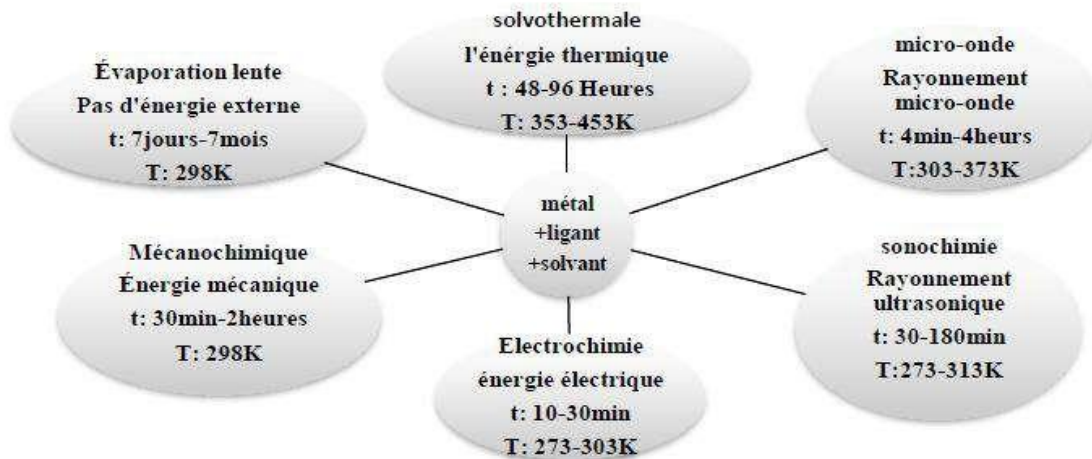 Évaporation lente
Pas d'énergie externe
t: 7jours-7mois
T: 298K
solvothermale
l'énérgie thermique
t : 48-96 Heures
T: 353-453K
micro-onde
Rayonnement
micro-onde
t: 4min-4heurs
T:303-373K
métal
+ligant
+solvant
Mécanochimique
Énergie mécanique
t: 30min-2heures
T: 298K
Electrochimie
énergie électrique
t: 10-30min
T: 273-303K
sonochimie
Rayonnement
ultrasonique
t: 30-180min
T:273-313K